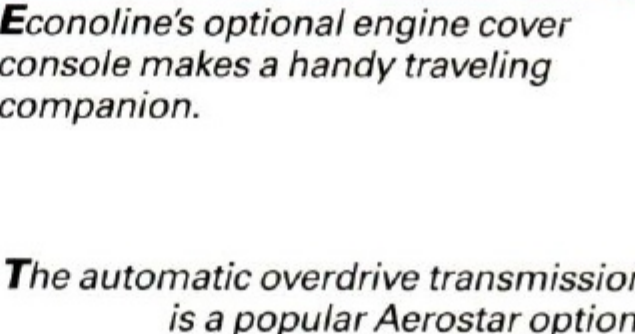 Econoline's optional engine cover
console makes a handy traveling
companion.
The automatic overdrive transmission
is a popular Aerostar option